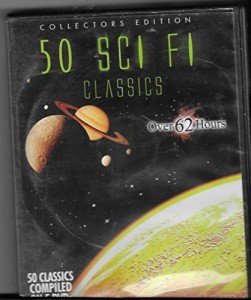 COLLECTORS EDITION
50 SCI FI
CLASSICS
Over 62 Hours
50 CLASSICS
COMPILED